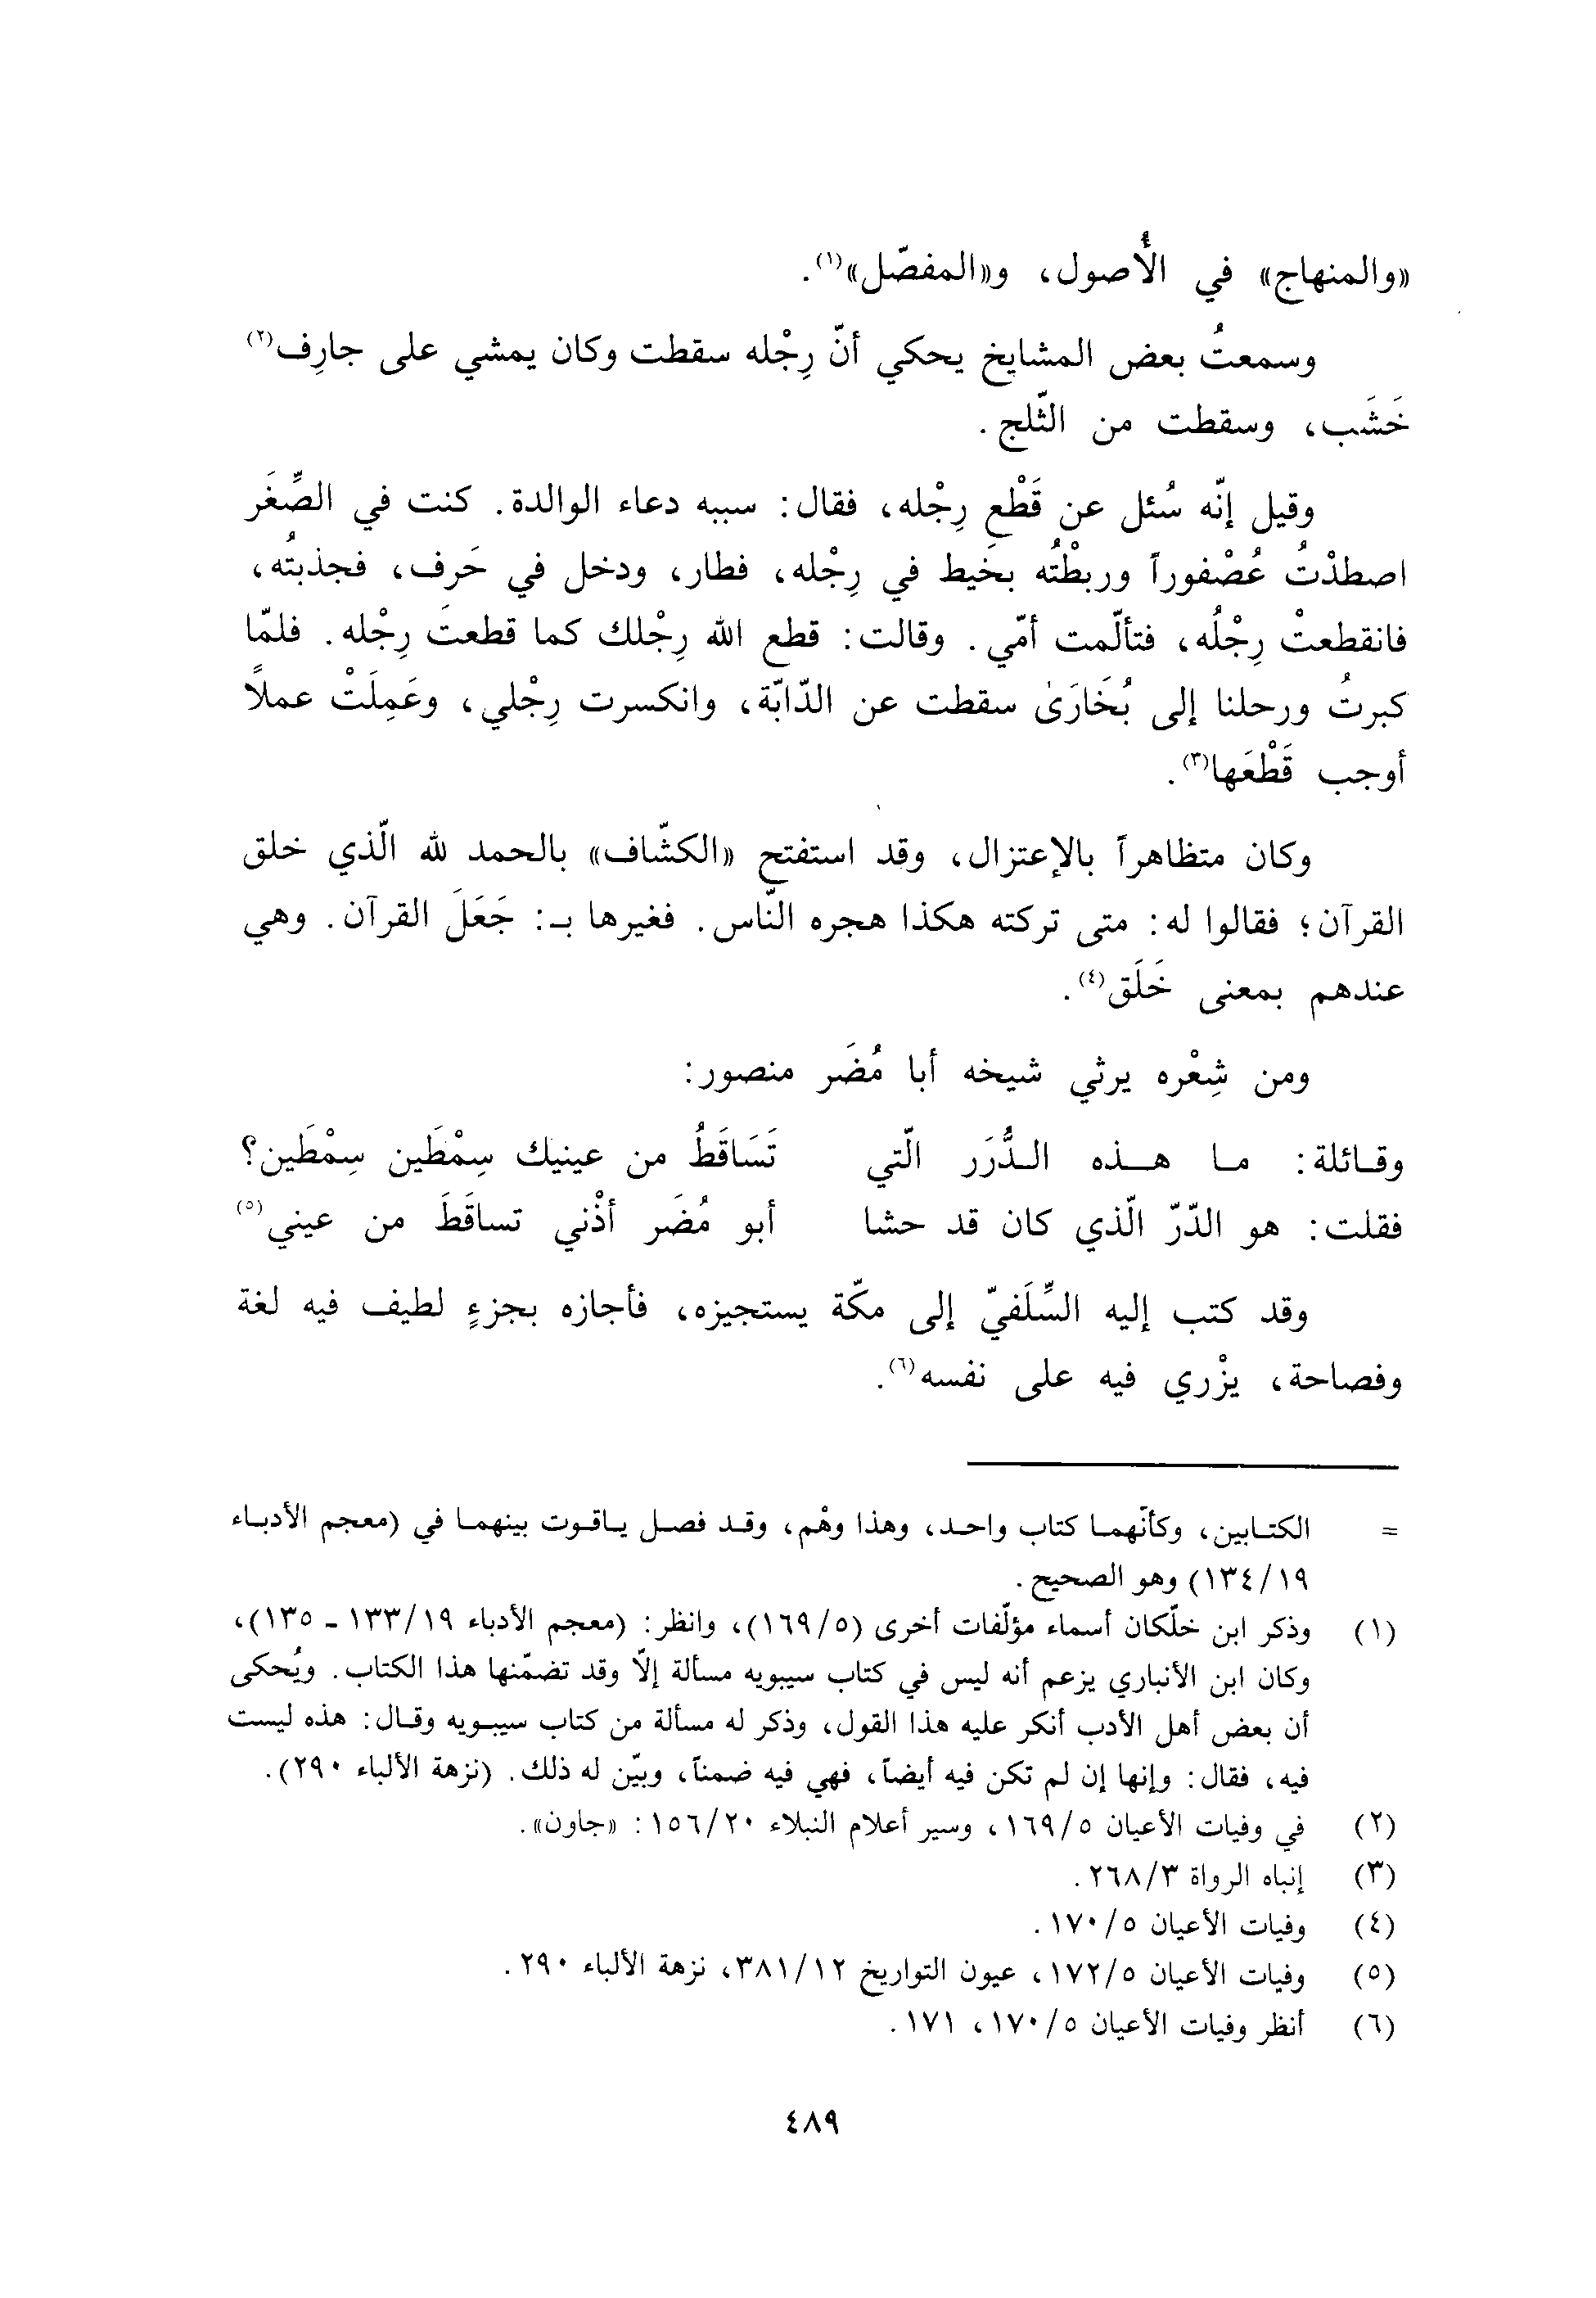 «والمنهاج» في الأُصول، و«المفصّل»(١).
وسمعتُ بعض المشايخ يحكي أنّ رِجْله سقطت وكان يمشي على جارِف(٢)
خَشَب، وسقطت من الثّلج.
وقيل إنّه سُئل عن قَطْع رِجْله، فقال: سببه دعاء الوالدة. كنت في الصِّغَر
اصطدْتُ عُصْفوراً وربطْتُه بخَيط في رِجْله، فطار، ودخل في حَرف، فجذبتُه،
فانقطعتْ رِجْلُه، فتألّمت أمّي. وقالت: قطع الله رِجْلك كما قطعتَ رِجْله. فلمّا
كبرتُ ورحلنا إلى بُخَارَىٰ سقطت عن الدّابّة، وانكسرت رِجْلي، وعَمِلَتْ عملاً
أوجب قَطْعَها(٣).
وكان متظاهراً بالإعتزال، وقد استفتح «الكشّاف» بالحمد لله الّذي خلق
القرآن؛ فقالوا له: متى تركته هكذا هجره النّاس. فغيرها بـ: جَعَلَ القرآن. وهي
عندهم بمعنى خَلَق(٤).
ومن شِعْره يرثي شيخه أبا مُضَر منصور:
وقائلة: ما هذه الدُّرَر الّتي تَسَاقَطُ من عينيك سِمْطَين سِمْطَين؟
فقلت: هو الدّرّ الّذي كان قد حشا أبو مُضَر أذْني تساقَطَ من عيني(٥)
وقد كتب إليه السِّلَفيّ إلى مكّة يستجيزه، فأجازه بجزءٍ لطيف فيه لغة
وفصاحة، يزْري فيه على نفسه(٦).
= الكتابين، وكأنّهما كتاب واحد، وهذا وهْم، وقد فصل ياقوت بينهما في (معجم الأدباء
١٣٤/١٩) وهو الصحيح.
(١) وذكر ابن خلّكان أسماء مؤلّفات أخرى (١٦٩/٥)، وانظر: (معجم الأدباء ١٣٣/١٩ - ١٣٥)،
وكان ابن الأنباري يزعم أنه ليس في كتاب سيبويه مسألة إلّا وقد تضمّنها هذا الكتاب. ويُحكى
أن بعض أهل الأدب أنكر عليه هذا القول، وذكر له مسألة من كتاب سيبويه وقال: هذه ليست
فيه، فقال: وإنها إن لم تكن فيه أيضاً، فهي فيه ضمناً، وبيّن له ذلك. (نزهة الألباء ٢٩٠).
(٢) في وفيات الأعيان ١٦٩/٥، وسير أعلام النبلاء ١٥٦/٢٠: «جاون».
(٣) إنباه الرواة ٢٦٨/٣.
(٤) وفيات الأعيان ١٧٠/٥.
(٥) وفيات الأعيان ١٧٢/٥، عيون التواريخ ٣٨١/١٢، نزهة الألباء ٢٩٠.
(٦) أنظر وفيات الأعيان ١٧٠/٥، ١٧١.
٤٨٩